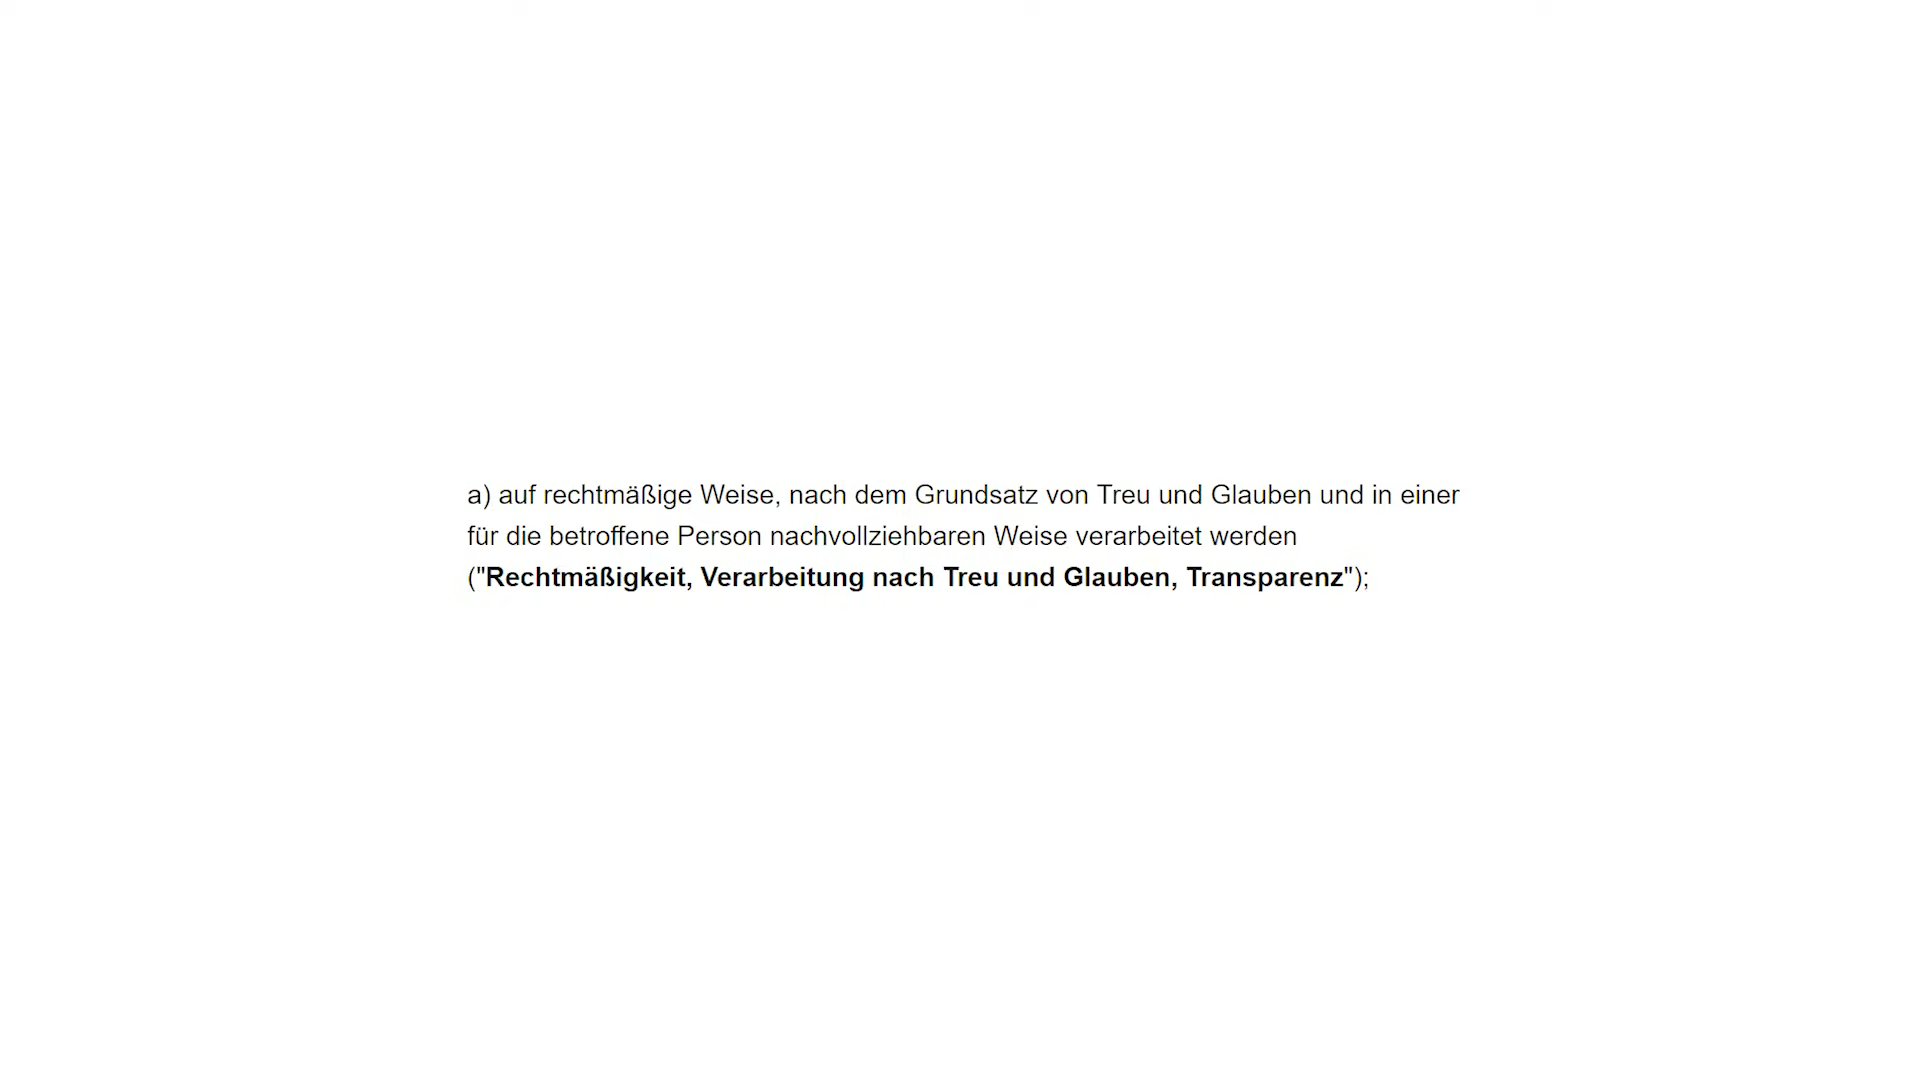 a) auf rechtmäßige Weise, nach dem Grundsatz von Treu und Glauben und in einer
für die betroffene Person nachvollziehbaren Weise verarbeitet werden
("Rechtmäßigkeit, Verarbeitung nach Treu und Glauben, Transparenz");